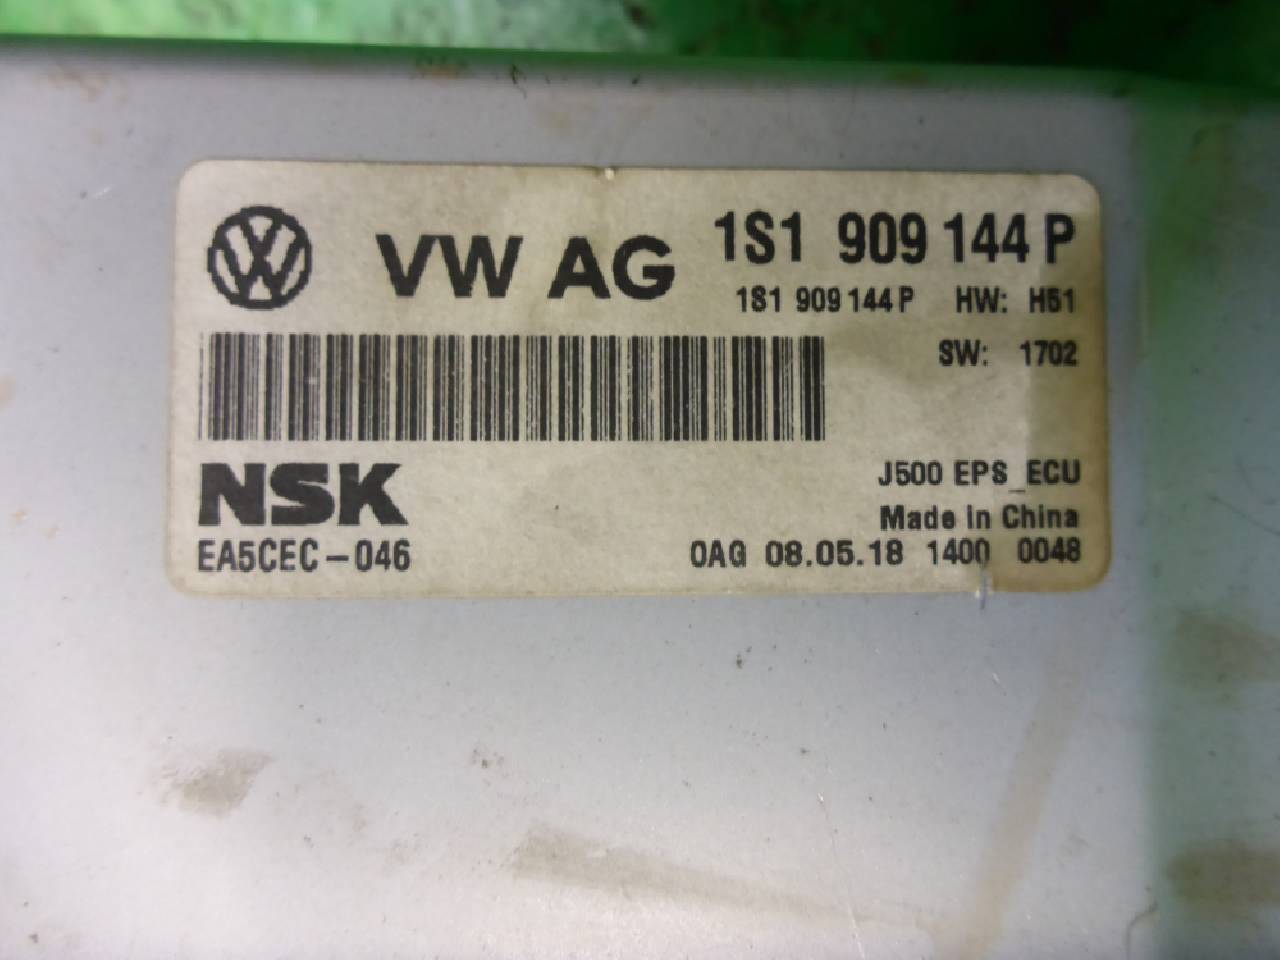 VW AG 1S1 909 144 P
1S1 909 144 P HW: H51
SW: 1702
NSK
J500 EPS_ECU
Made in China
EA5CEC-046 0AG 08.05.18 1400 0048